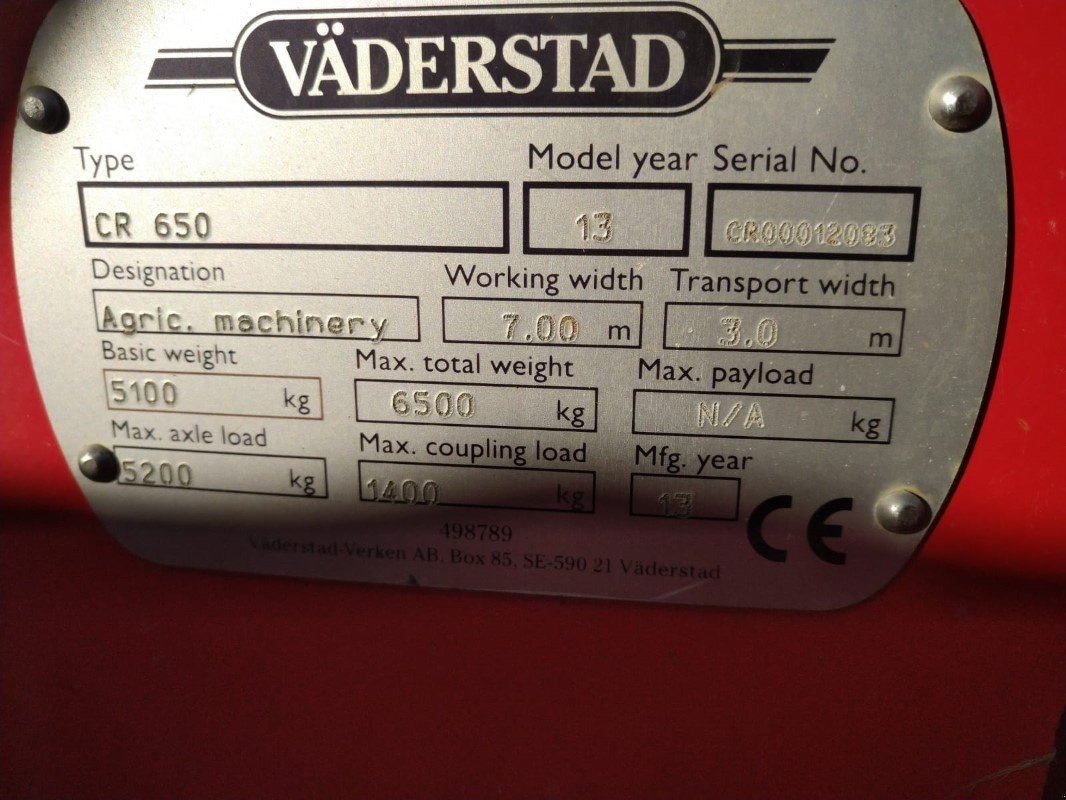 VÄDERSTAD
Type Model year Serial No.
CR 650 13 CR00012083
Designation Working width Transport width
Agric. machinery 7.00 m 3.0 m
Basic weight Max. total weight Max. payload
5100 kg 6500 kg N/A kg
Max. axle load Max. coupling load Mfg. year
5200 kg 1400 kg 13 CE
498789
Väderstad-Verken AB, Box 85, SE-590 21 Väderstad